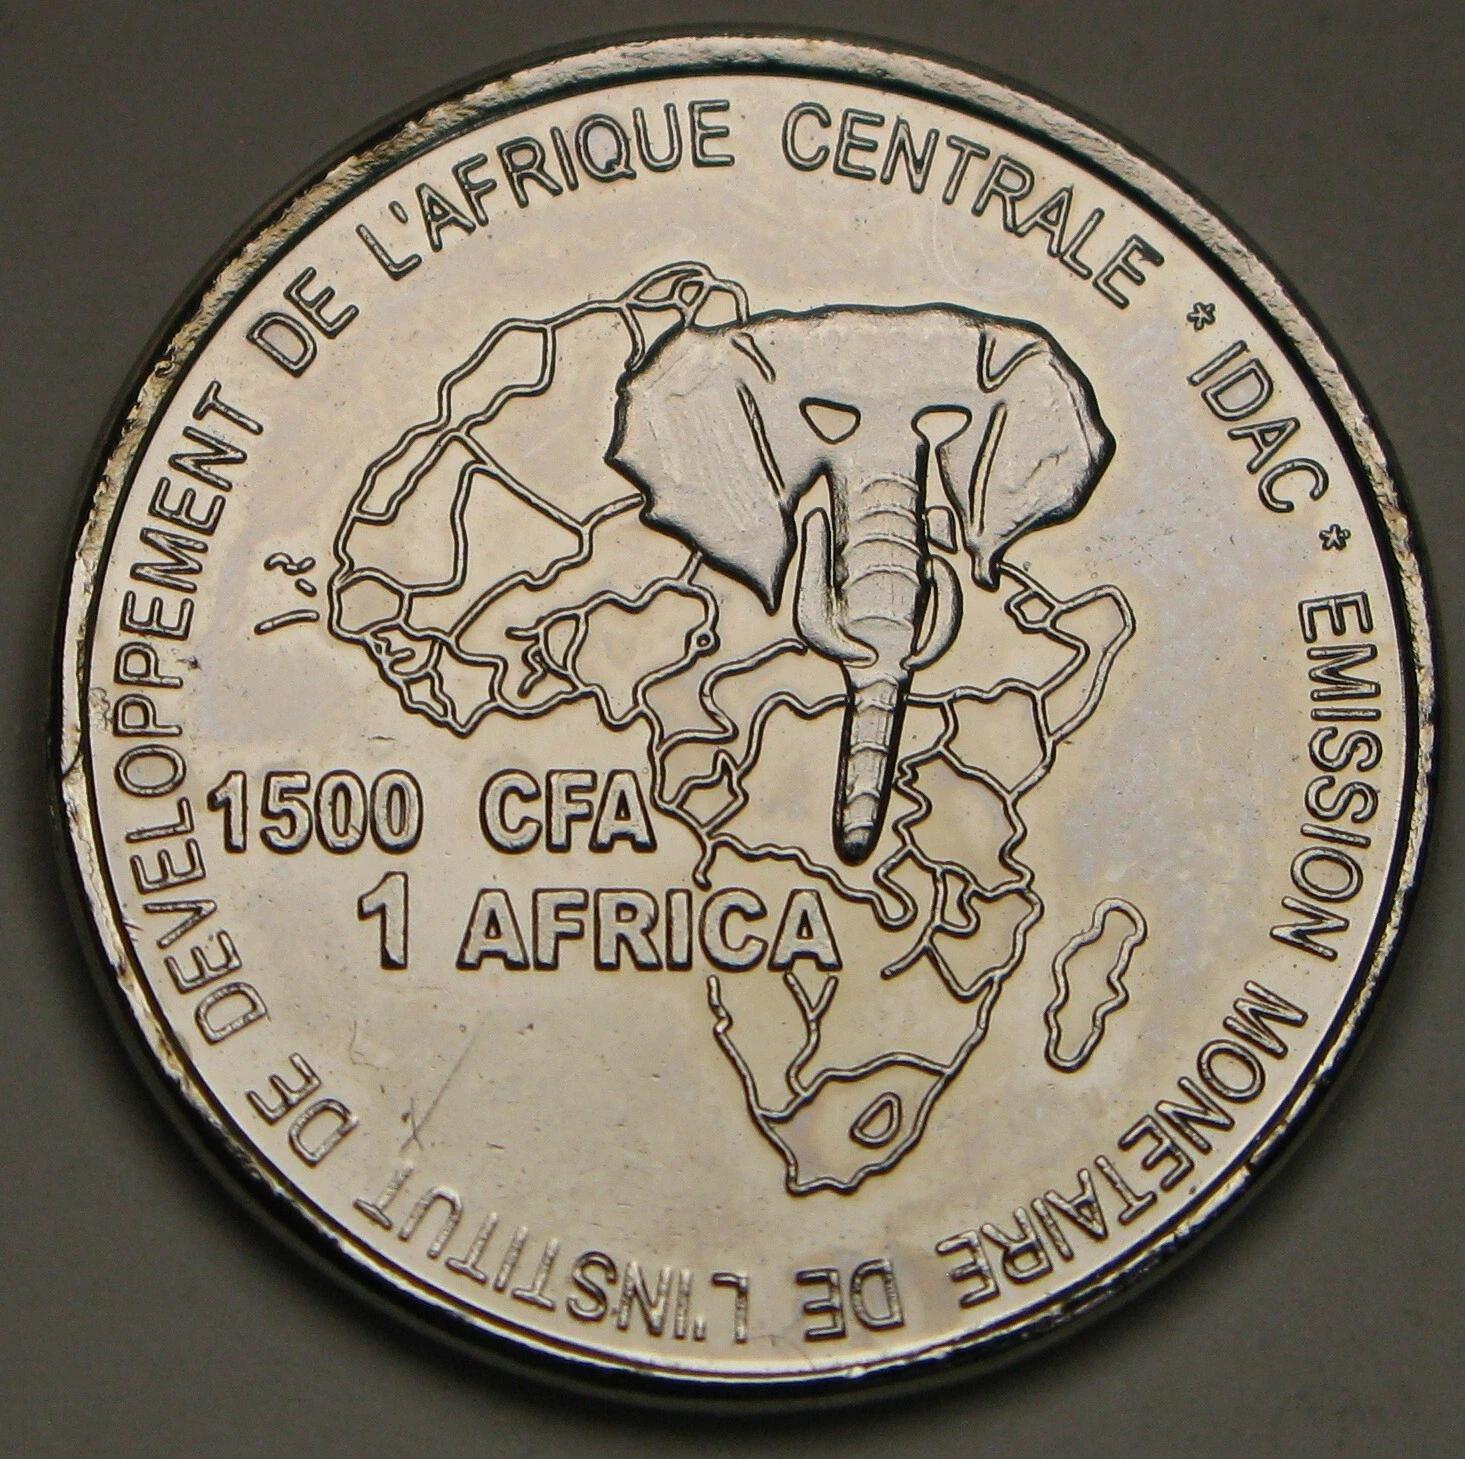 EMISSION MONETAIRE DE L'INSTITUT DE DEVELOPPEMENT DE L'AFRIQUE CENTRALE * IDAC *
1500 CFA
1 AFRICA